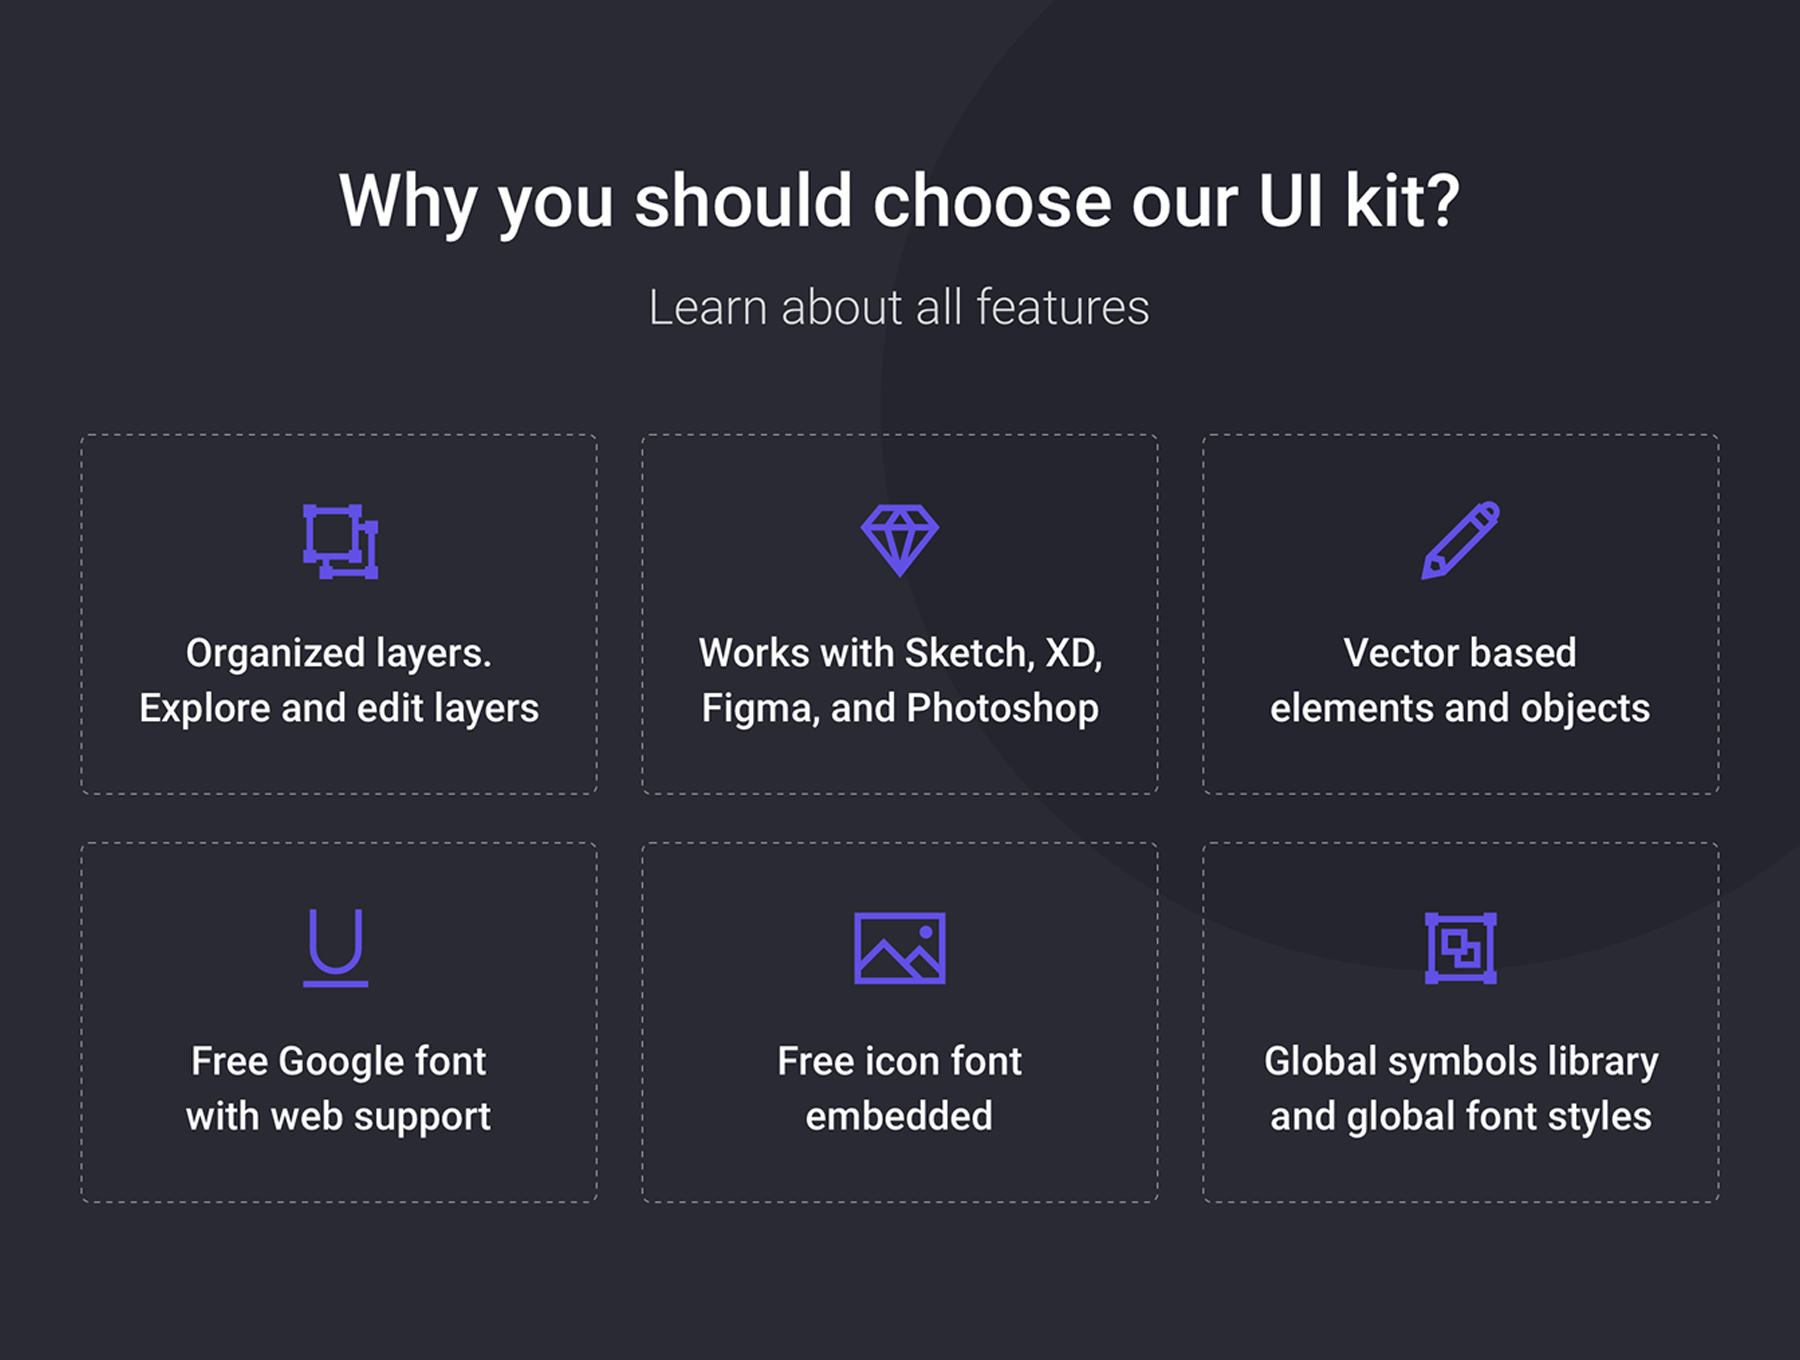 Why you should choose our UI kit?
Learn about all features
Organized layers.
Explore and edit layers
Works with Sketch, XD,
Figma, and Photoshop
Vector based
elements and objects
Free Google font
with web support
Free icon font
embedded
Global symbols library
and global font styles